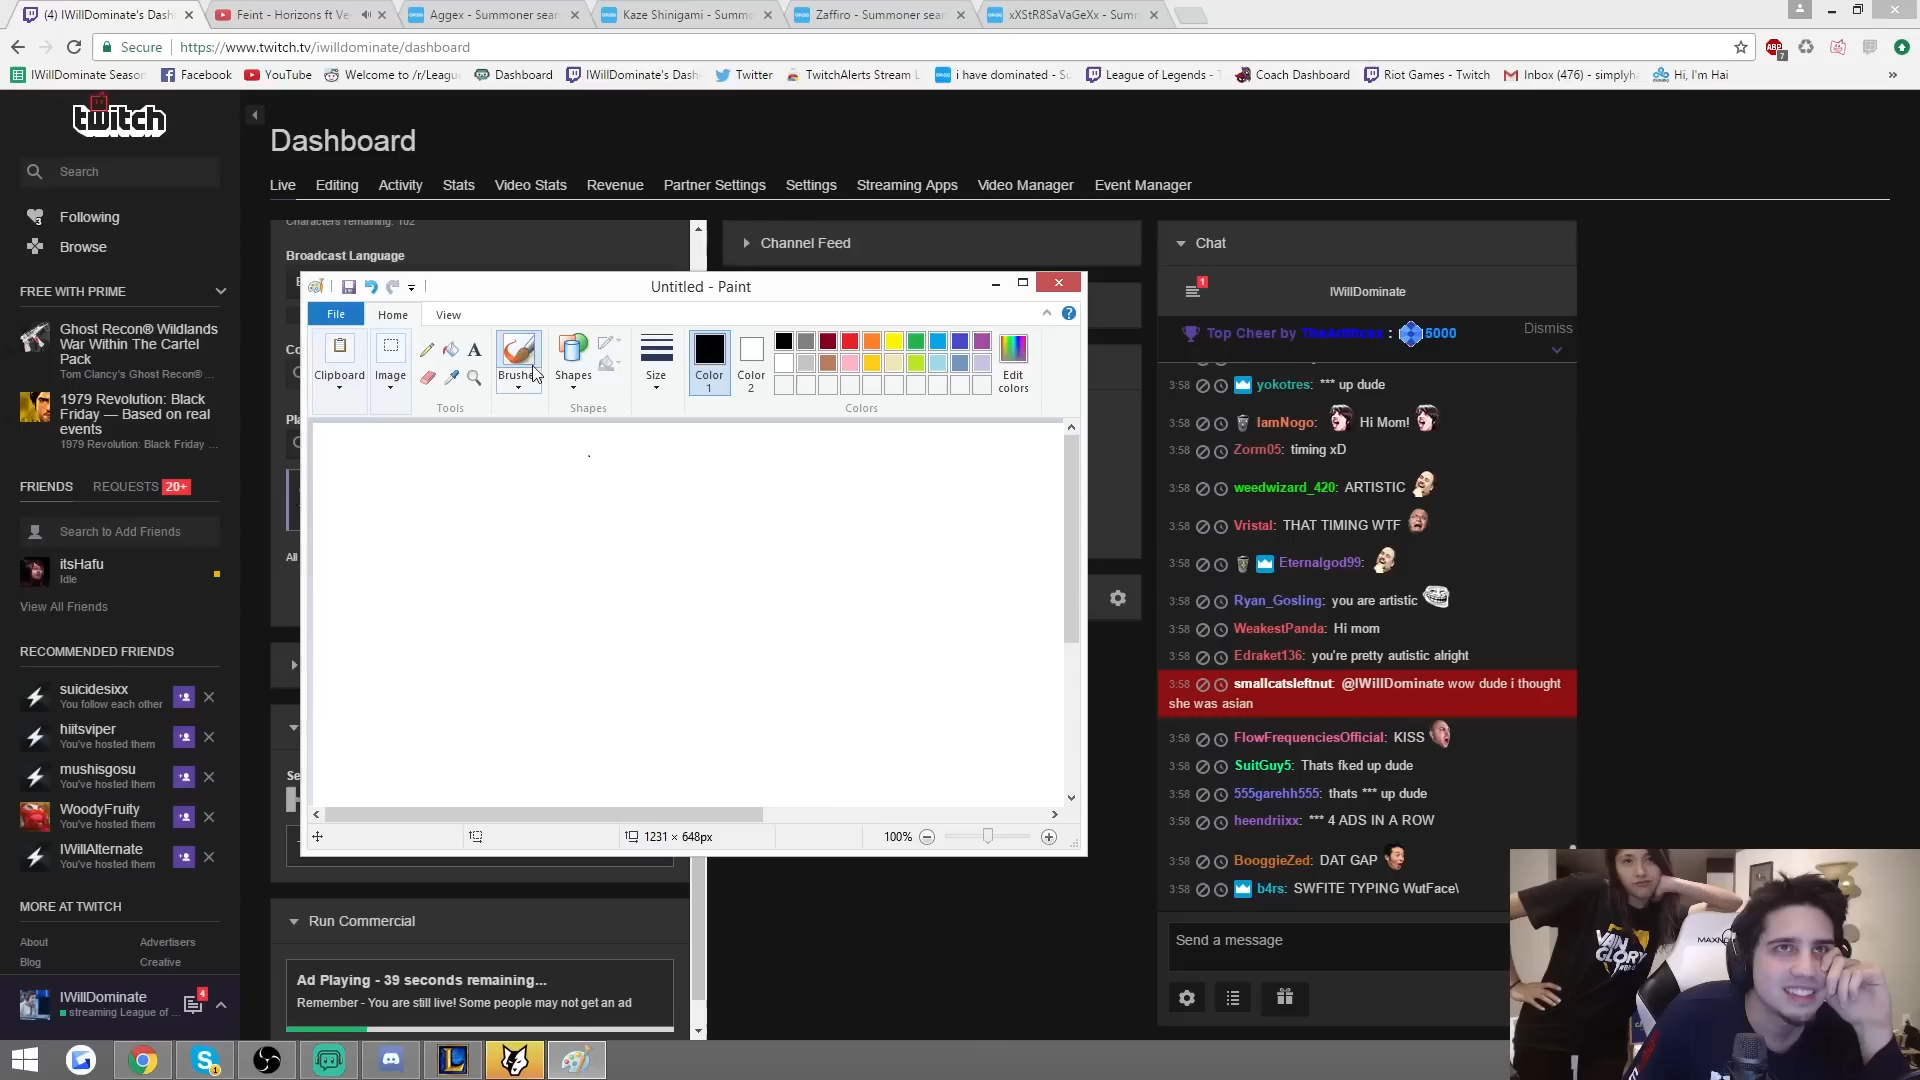 (4) IWillDominate's Dash
Feint - Horizons ft Ve
Aggex - Summoner sear
Kaze Shinigami - Summo
Zaffiro - Summoner sear
xXStR8SaVaGeXx - Summ
Secure | https://www.twitch.tv/iwilldominate/dashboard
IWillDominate Season
Facebook
YouTube
Welcome to /r/Leagu
Dashboard
IWillDominate's Dash
Twitter
TwitchAlerts Stream L
i have dominated - Su
League of Legends - T
Coach Dashboard
Riot Games - Twitch
Inbox (476) - simplyha
Hi, I'm Hai
twitch
Search
Following
Browse
FREE WITH PRIME
Ghost Recon® Wildlands
War Within The Cartel
Pack
Tom Clancy's Ghost Recon® ...
1979 Revolution: Black
Friday — Based on real
events
1979 Revolution: Black Friday ...
FRIENDS REQUESTS 20+
Search to Add Friends
itsHafu
Idle
View All Friends
RECOMMENDED FRIENDS
suicidesixx
You follow each other
hiitsviper
You've hosted them
mushisgosu
You've hosted them
WoodyFruity
You've hosted them
IWillAlternate
You've hosted them
MORE AT TWITCH
About Advertisers
Blog Creative
IWillDominate
streaming League of ...
4
Dashboard
Live Editing Activity Stats Video Stats Revenue Partner Settings Settings Streaming Apps Video Manager Event Manager
Characters remaining: 102
Broadcast Language
Untitled - Paint
File Home View
Clipboard
Image
Tools
Brushes
Shapes
Shapes
Size
Color
1
Color
2
Edit
colors
Colors
1231 × 648px
100%
Run Commercial
Ad Playing - 39 seconds remaining...
Remember - You are still live! Some people may not get an ad
Channel Feed
Chat
1
IWillDominate
Top Cheer by TheArtifices : 5000
Dismiss
3:58 yokotres: *** up dude
3:58 IamNogo: Hi Mom!
3:58 Zorm05: timing xD
3:58 weedwizard_420: ARTISTIC
3:58 Vristal: THAT TIMING WTF
3:58 Eternalgod99:
3:58 Ryan_Gosling: you are artistic
3:58 WeakestPanda: Hi mom
3:58 Edraket136: you're pretty autistic alright
3:58 smallcatsleftnut: @IWillDominate wow dude i thought
she was asian
3:58 FlowFrequenciesOfficial: KISS
3:58 SuitGuy5: Thats fked up dude
3:58 555garehh555: thats *** up dude
3:58 heendriixx: *** 4 ADS IN A ROW
3:58 BooggieZed: DAT GAP
3:58 b4rs: SWFITE TYPING WutFace\
Send a message
VAIN
GLORY
MAXNO